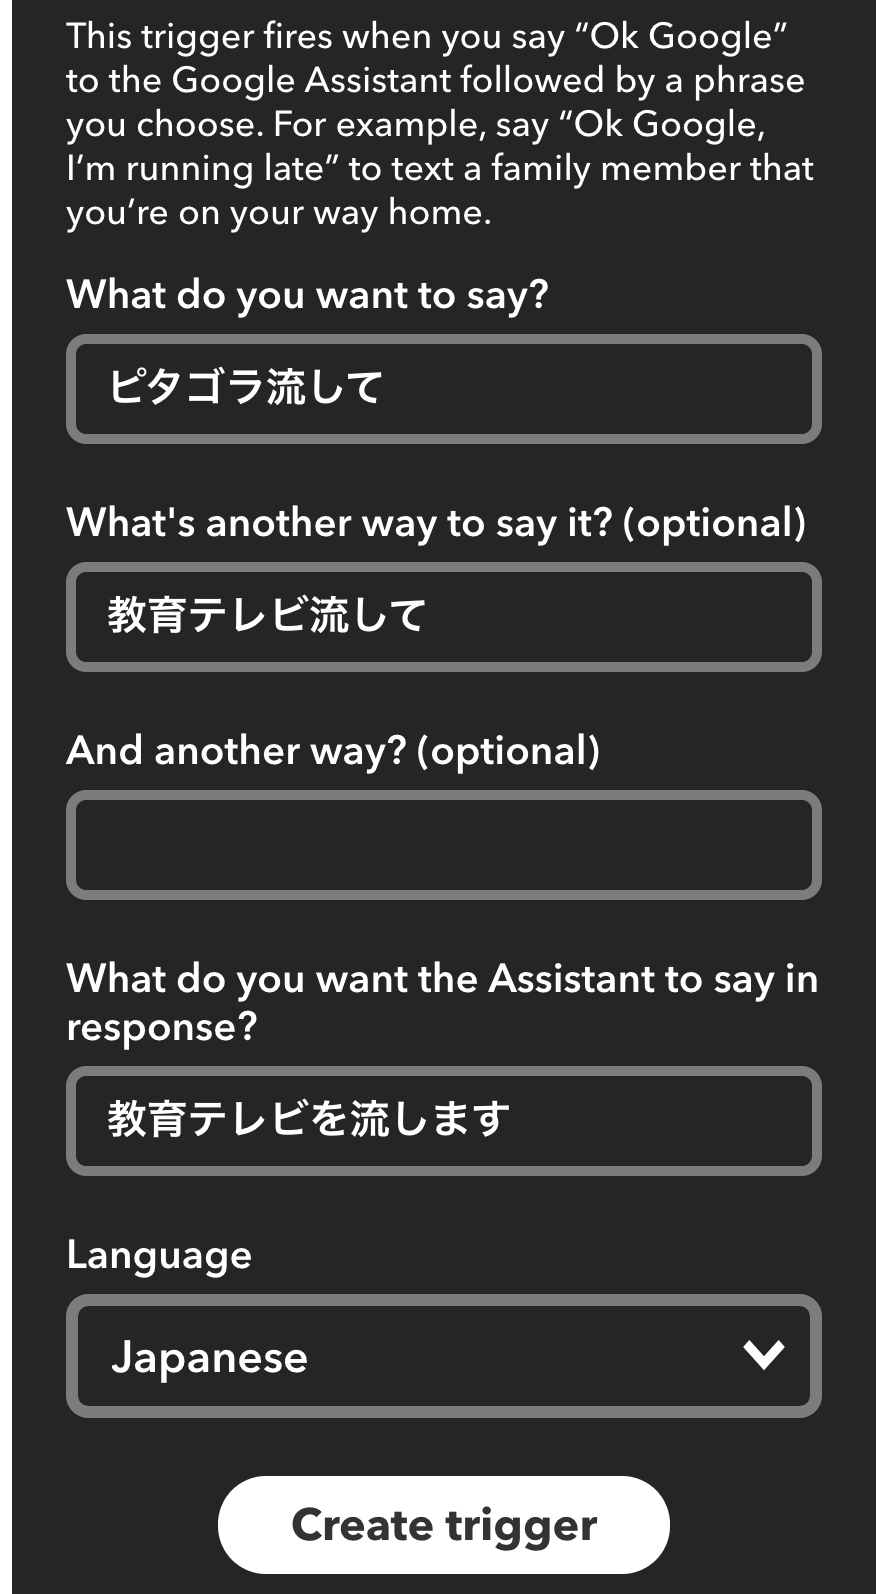 This trigger fires when you say “Ok Google”
to the Google Assistant followed by a phrase
you choose. For example, say “Ok Google,
I’m running late” to text a family member that
you’re on your way home.
What do you want to say?
ピタゴラ流して
What's another way to say it? (optional)
教育テレビ流して
And another way? (optional)
What do you want the Assistant to say in
response?
教育テレビを流します
Language
Japanese
Create trigger